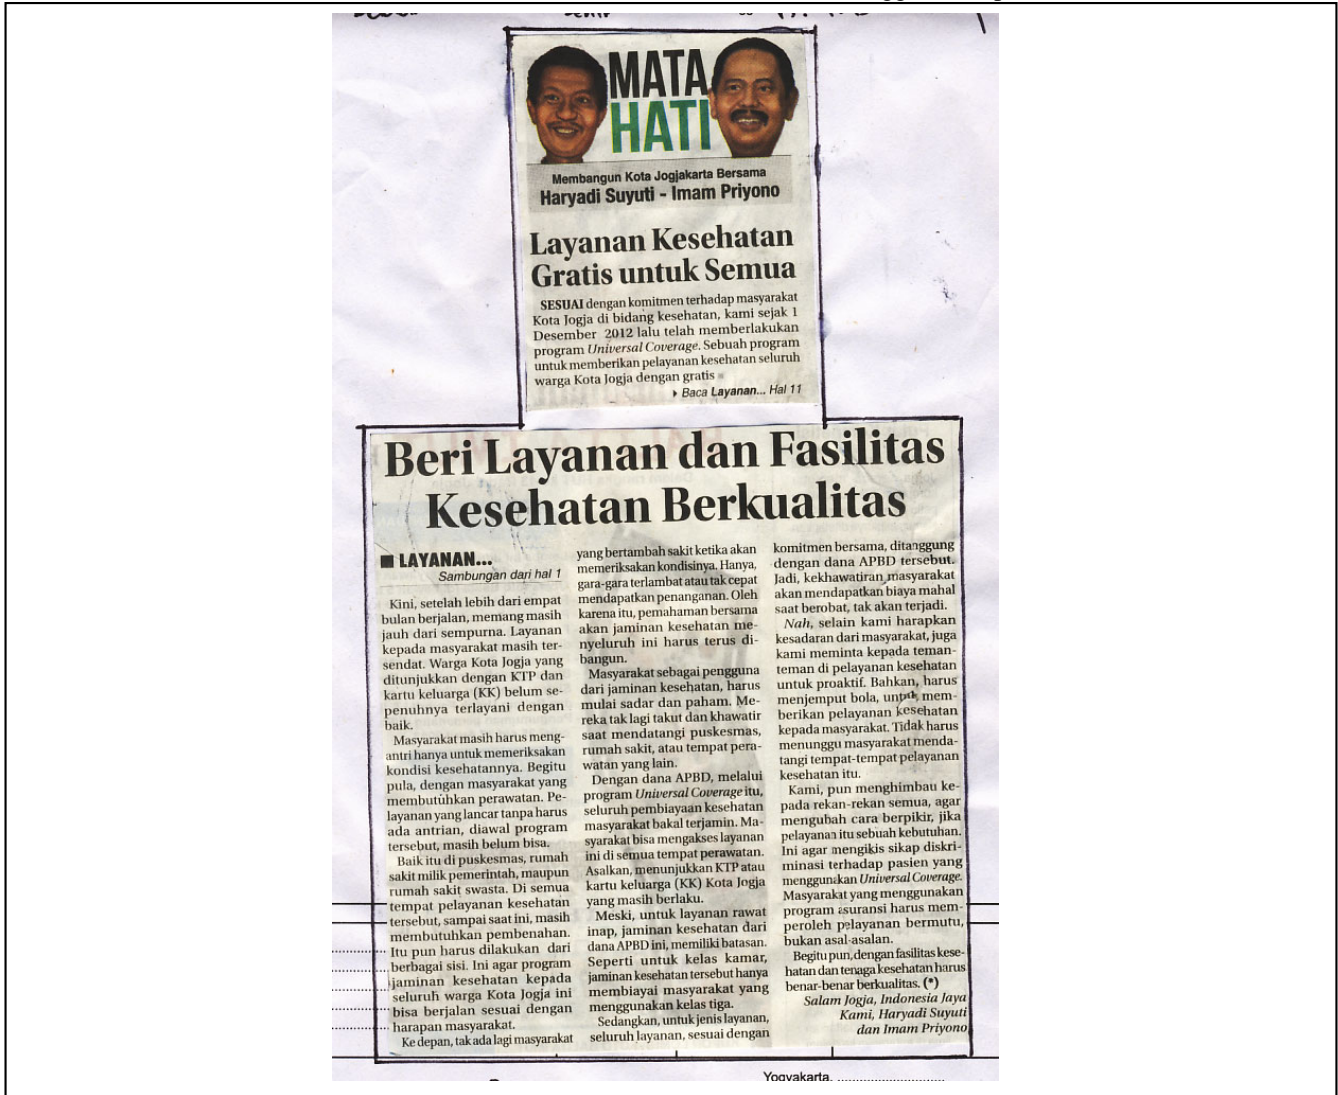 MATA
HATI
Membangun Kota Jogjakarta Bersama
Haryadi Suyuti - Imam Priyono
Layanan Kesehatan
Gratis untuk Semua
SESUAI dengan komitmen terhadap masyarakat
Kota Jogja di bidang kesehatan, kami sejak 1
Desember 2012 lalu telah memberlakukan
program Universal Coverage. Sebuah program
untuk memberikan pelayanan kesehatan seluruh
warga Kota Jogja dengan gratis
Baca Layanan... Hal 11
Beri Layanan dan Fasilitas
Kesehatan Berkualitas
■ LAYANAN...
Sambungan dari hal 1
Kini, setelah lebih dari empat
bulan berjalan, memang masih
jauh dari sempurna. Layanan
kepada masyarakat masih ter-
sendat. Warga Kota Jogja yang
ditunjukkan dengan KTP dan
kartu keluarga (KK) belum se-
penuhnya terlayani dengan
baik.
Masyarakat masih harus meng-
antri hanya untuk memeriksakan
kondisi kesehatannya. Begitu
pula, dengan masyarakat yang
membutuhkan perawatan. Pe-
layanan yang lancar tanpa harus
ada antrian, diawal program
tersebut, masih belum bisa.
Baik itu di puskesmas, rumah
sakit milik pemerintah, maupun
rumah sakit swasta. Di semua
tempat pelayanan kesehatan
tersebut, sampai saat ini, masih
membutuhkan pembenahan.
Itu pun harus dilakukan dari
berbagai sisi. Ini agar program
jaminan kesehatan kepada
seluruh warga Kota Jogja ini
bisa berjalan sesuai dengan
harapan masyarakat.
Ke depan, tak ada lagi masyarakat
yang bertambah sakit ketika akan
memeriksakan kondisinya. Hanya,
gara-gara terlambat atau tak cepat
mendapatkan penanganan. Oleh
karena itu, pemahaman bersama
akan jaminan kesehatan me-
nyeluruh ini harus terus di-
bangun.
Masyarakat sebagai pengguna
dari jaminan kesehatan, harus
mulai sadar dan paham. Me-
reka tak lagi takut dan khawatir
saat mendatangi puskesmas,
rumah sakit, atau tempat pera-
watan yang lain.
Dengan dana APBD, melalui
program Universal Coverage itu,
seluruh pembiayaan kesehatan
masyarakat bakal terjamin. Ma-
syarakat bisa mengakses layanan
ini di semua tempat perawatan.
Asalkan, menunjukkan KTP atau
kartu keluarga (KK) Kota Jogja
yang masih berlaku.
Meski, untuk layanan rawat
inap, jaminan kesehatan dari
dana APBD ini, memiliki batasan.
Seperti untuk kelas kamar,
jaminan kesehatan tersebut hanya
membiayai masyarakat yang
menggunakan kelas tiga.
Sedangkan, untuk jenis layanan,
seluruh layanan, sesuai dengan
komitmen bersama, ditanggung
dengan dana APBD tersebut.
Jadi, kekhawatiran masyarakat
akan mendapatkan biaya mahal
saat berobat, tak akan terjadi.
Nah, selain kami harapkan
kesadaran dari masyarakat, juga
kami meminta kepada teman-
teman di pelayanan kesehatan
untuk proaktif. Bahkan, harus
menjemput bola, untuk mem-
berikan pelayanan kesehatan
kepada masyarakat. Tidak harus
menunggu masyarakat menda-
tangi tempat-tempat pelayanan
kesehatan itu.
Kami, pun menghimbau ke-
pada rekan-rekan semua, agar
mengubah cara berpikir, jika
pelayanan itu sebuah kebutuhan.
Ini agar mengikis sikap diskri-
minasi terhadap pasien yang
menggunakan Universal Coverage.
Masyarakat yang menggunakan
program asuransi harus mem-
peroleh pelayanan bermutu,
bukan asal-asalan.
Begitu pun, dengan fasilitas kese-
hatan dan tenaga kesehatan harus
benar-benar berkualitas. (*)
Salam Jogja, Indonesia Jaya
Kami, Haryadi Suyuti
dan Imam Priyono
Yogyakarta, ..............................